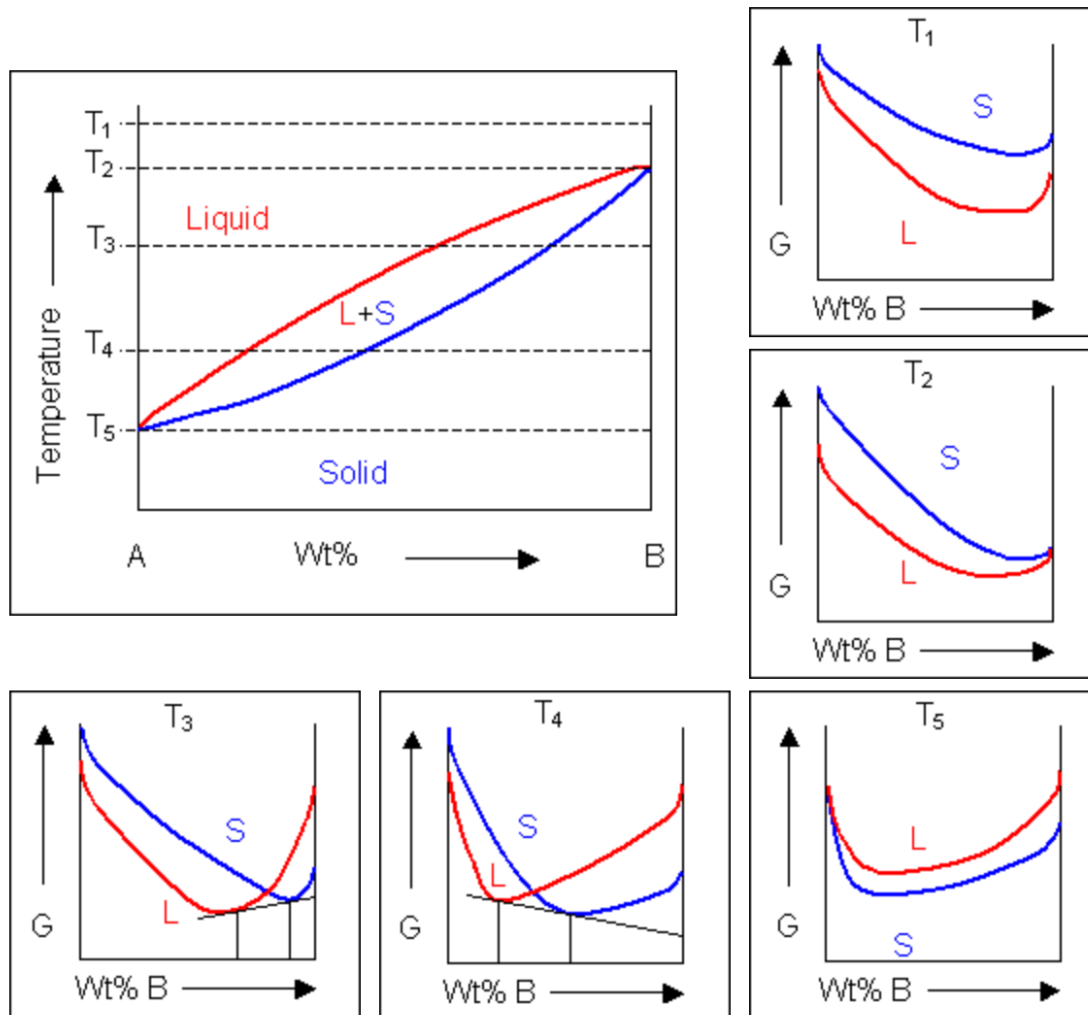 T₁
T₂
Liquid
T₃
L+S
T₄
T₅
Solid
Temperature
A
Wt%
B
T₁
S
L
G
Wt% B
T₂
S
L
G
Wt% B
T₃
S
L
G
Wt% B
T₄
S
L
G
Wt% B
T₅
L
S
G
Wt% B